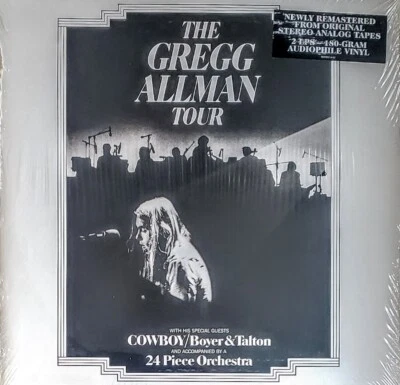 THE
GREGG
ALLMAN
TOUR
NEWLY REMASTERED
FROM ORIGINAL
STEREO ANALOG TAPES
2 LPs – 180-GRAM
AUDIOPHILE VINYL
WITH HIS SPECIAL GUESTS
COWBOY/Boyer & Talton
AND ACCOMPANIED BY A
24 Piece Orchestra